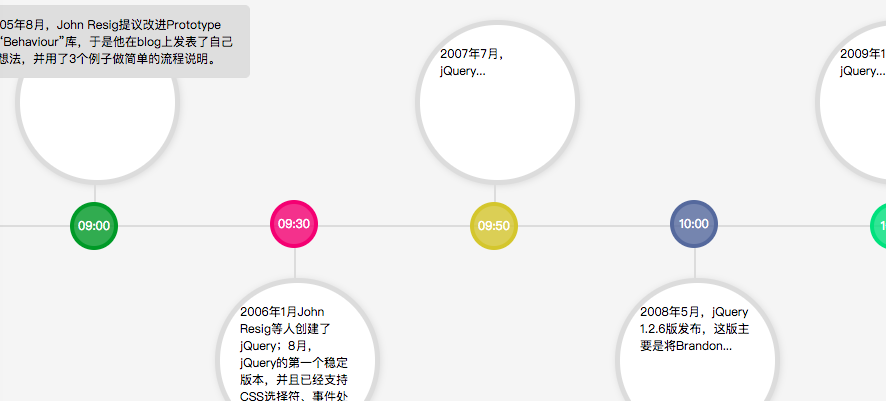 05年8月，John Resig提议改进Prototype
“Behaviour”库，于是他在blog上发表了自己
想法，并用了3个例子做简单的流程说明。
2007年7月，
jQuery...
2009年1
jQuery...
09:00
09:30
09:50
10:00
2006年1月John
Resig等人创建了
jQuery；8月，
jQuery的第一个稳定
版本，并且已经支持
CSS选择符、事件处
2008年5月，jQuery
1.2.6版发布，这版主
要是将Brandon...